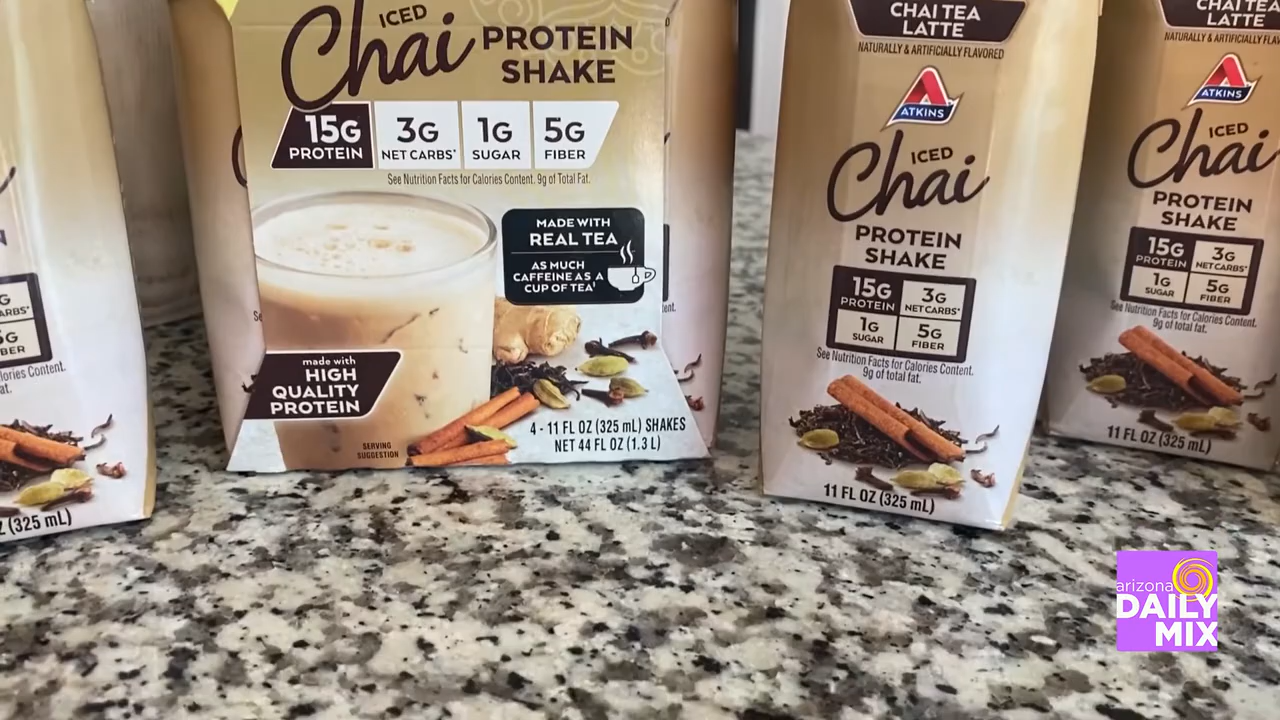 ICED
Chai PROTEIN
SHAKE
15G
PROTEIN
3G
NET CARBS*
1G
SUGAR
5G
FIBER
See Nutrition Facts for Calories Content. 9g of Total Fat.
MADE WITH
REAL TEA
AS MUCH
CAFFEINE AS A
CUP OF TEA†
made with
HIGH
QUALITY
PROTEIN
SERVING
SUGGESTION
4 - 11 FL OZ (325 mL) SHAKES
NET 44 FL OZ (1.3 L)
CHAI TEA
LATTE
NATURALLY & ARTIFICIALLY FLAVORED
ATKINS
ICED
Chai
PROTEIN
SHAKE
15G
PROTEIN
3G
NET CARBS*
1G
SUGAR
5G
FIBER
See Nutrition Facts for Calories Content.
9g of total fat.
11 FL OZ (325 mL)
CHAI TEA
LATTE
NATURALLY & ARTIFICIALLY FLA
ATKINS
ICED
Chai
PROTEIN
SHAKE
15G
PROTEIN
3G
NET CARBS*
1G
SUGAR
5G
FIBER
See Nutrition Facts for Calories Content.
9g of total fat.
11 FL OZ (325 mL)
(325 mL)
arizona
DAILY
MIX